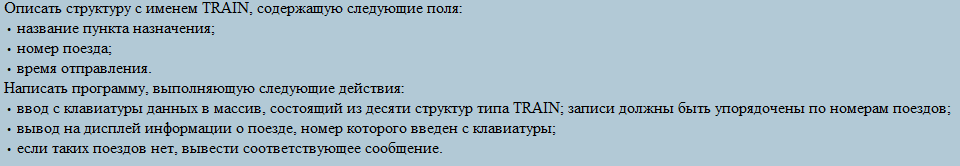 Описать структуру с именем TRAIN, содержащую следующие поля:
• название пункта назначения;
• номер поезда;
• время отправления.
Написать программу, выполняющую следующие действия:
• ввод с клавиатуры данных в массив, состоящий из десяти структур типа TRAIN; записи должны быть упорядочены по номерам поездов;
• вывод на дисплей информации о поезде, номер которого введен с клавиатуры;
• если таких поездов нет, вывести соответствующее сообщение.